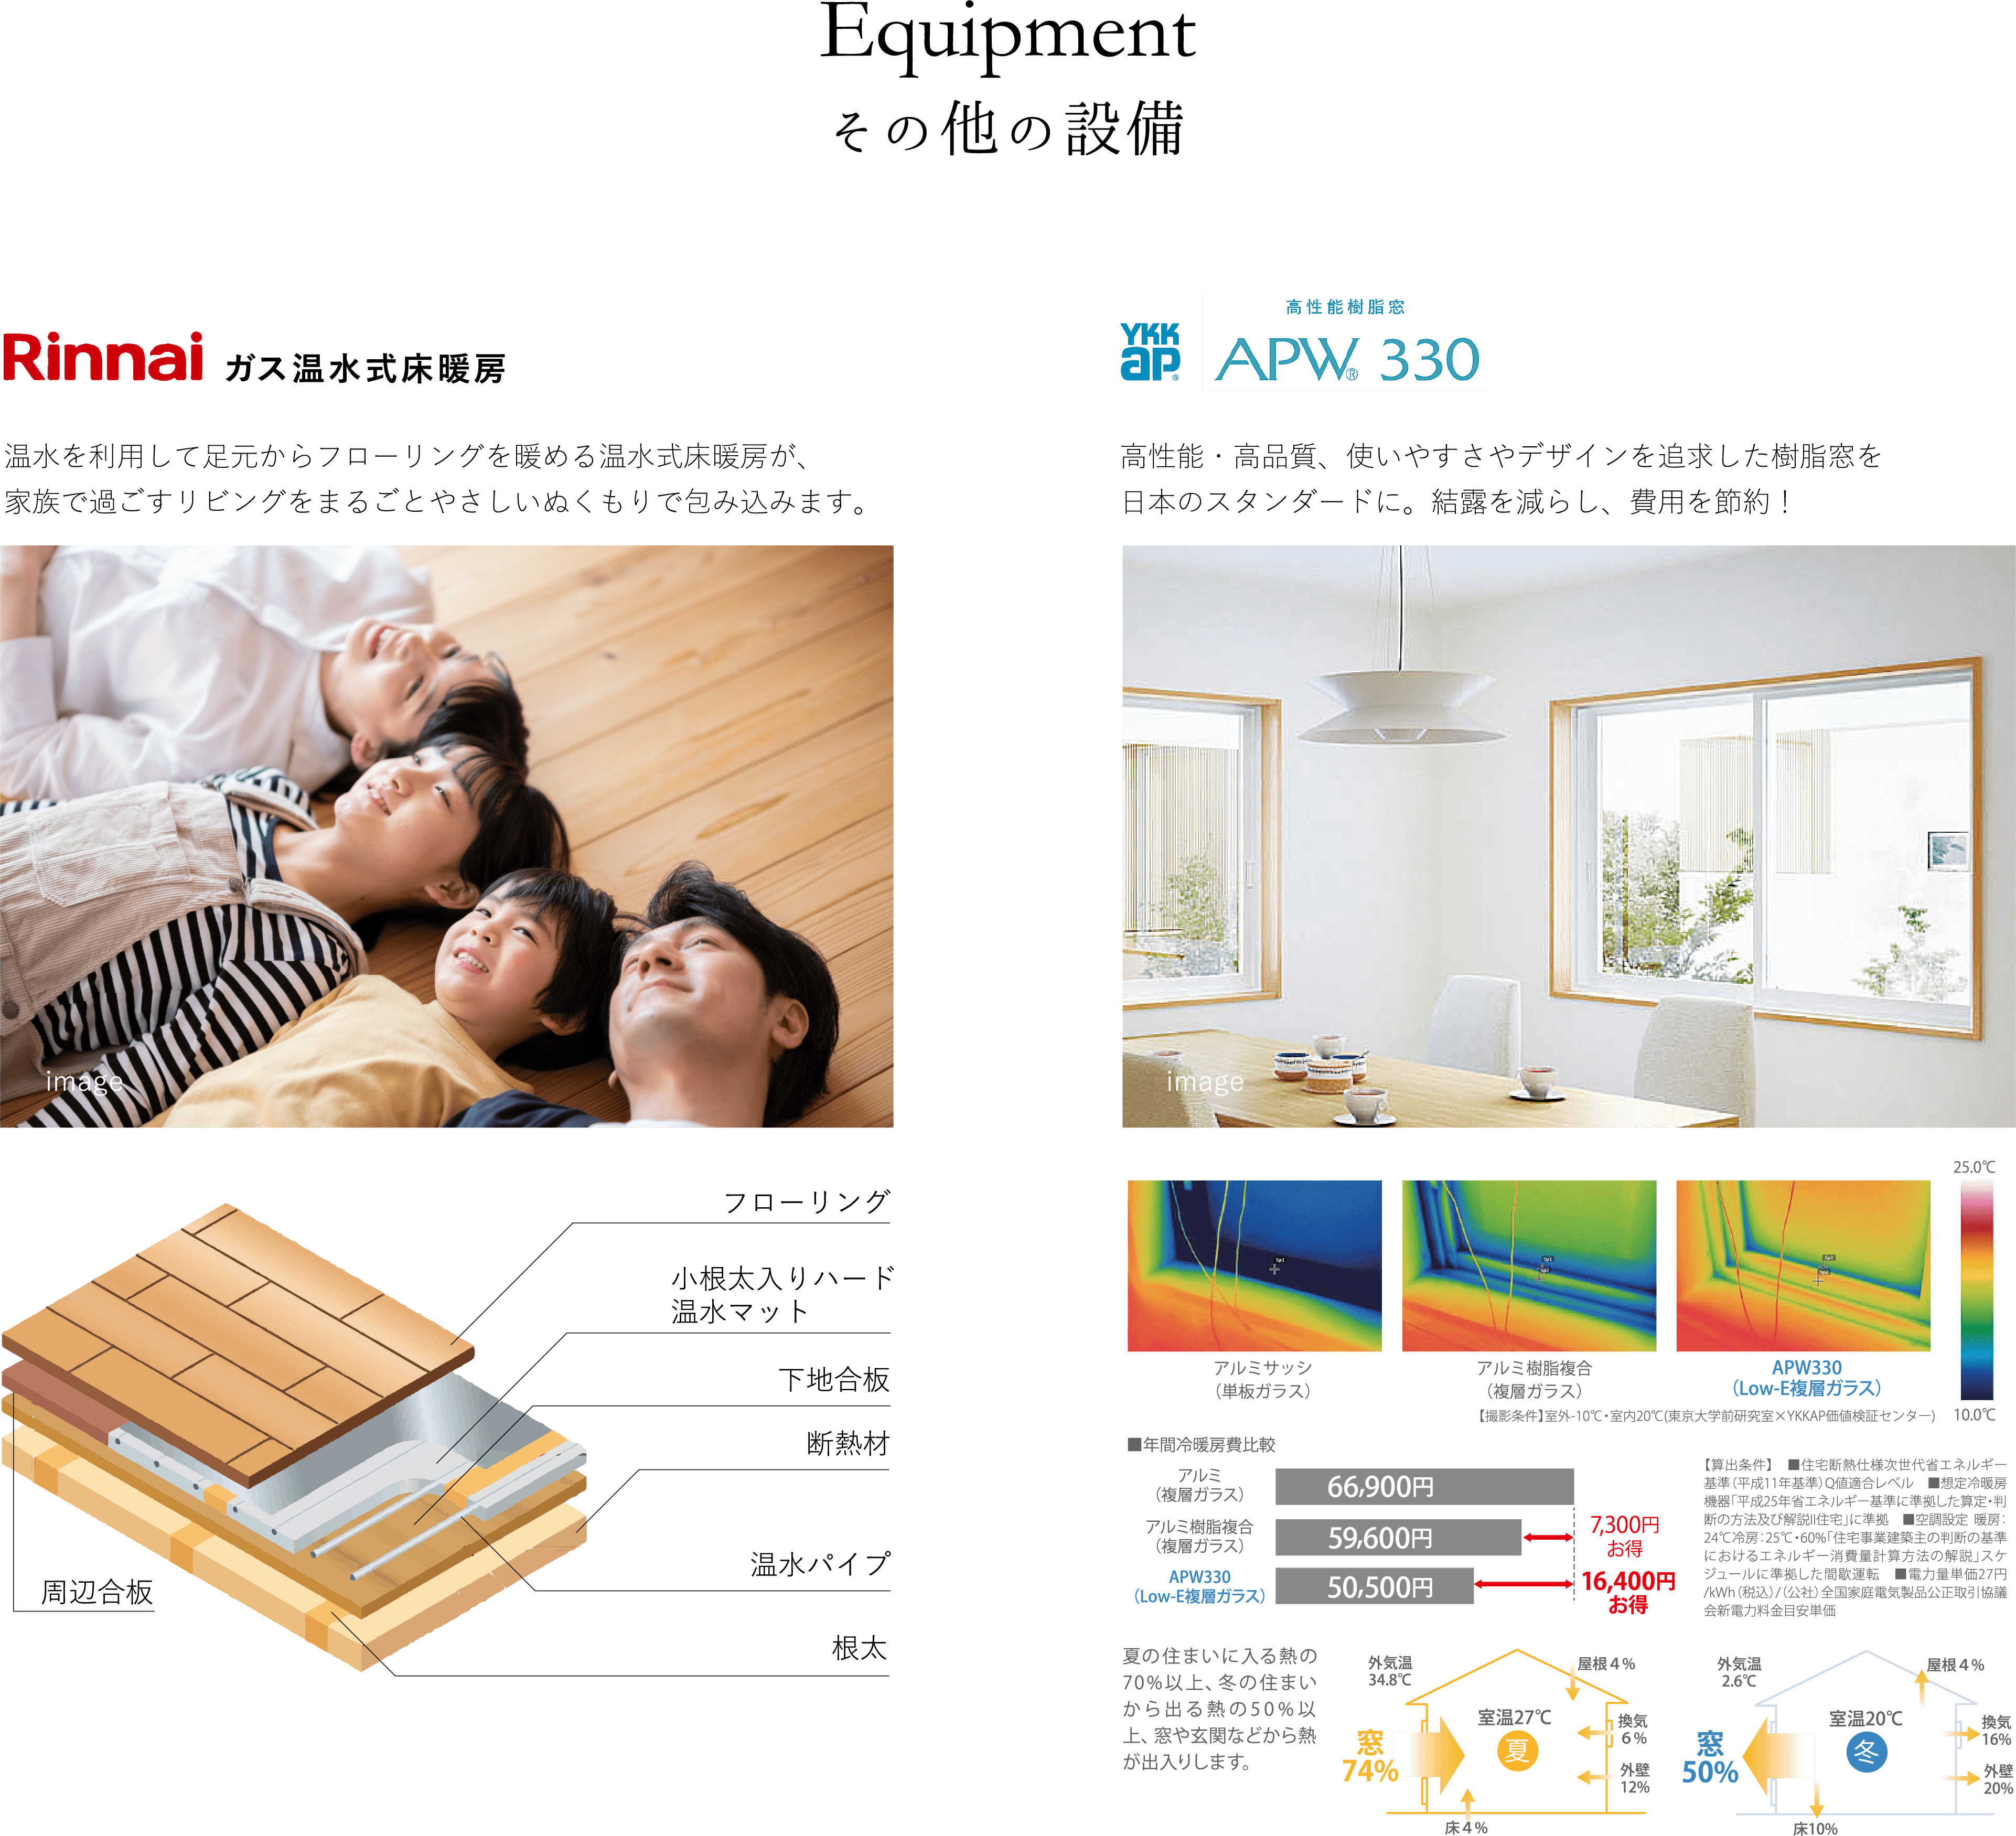 Equipment
その他の設備
Rinnai ガス温水式床暖房
温水を利用して足元からフローリングを暖める温水式床暖房が、
家族で過ごすリビングをまるごとやさしいぬくもりで包み込みます。
image
フローリング
小根太入りハード
温水マット
下地合板
断熱材
温水パイプ
周辺合板
根太
YKK
ap®
高性能樹脂窓
APW® 330
高性能・高品質、使いやすさやデザインを追求した樹脂窓を
日本のスタンダードに。結露を減らし、費用を節約！
image
25.0℃
Sp1
Sp1
Sp2
Sp1
Sp2
アルミサッシ
（単板ガラス）
アルミ樹脂複合
（複層ガラス）
APW330
（Low-E複層ガラス）
【撮影条件】室外-10℃・室内20℃(東京大学前研究室×YKKAP価値検証センター)
10.0℃
■年間冷暖房費比較
アルミ
（複層ガラス）
66,900円
アルミ樹脂複合
（複層ガラス）
59,600円
7,300円
お得
APW330
（Low-E複層ガラス）
50,500円
16,400円
お得
【算出条件】 ■住宅断熱仕様次世代省エネルギー
基準（平成11年基準）Q値適合レベル ■想定冷暖房
機器「平成25年省エネルギー基準に準拠した算定・判
断の方法及び解説II住宅」に準拠 ■空調設定 暖房：
24℃冷房：25℃・60%「住宅事業建築主の判断の基準
におけるエネルギー消費量計算方法の解説」スケ
ジュールに準拠した間歇運転 ■電力量単価27円
/kWh（税込）/（公社）全国家庭電気製品公正取引協議
会新電力料金目安単価
夏の住まいに入る熱の
70%以上、冬の住まい
から出る熱の50%以
上、窓や玄関などから熱
が出入りします。
外気温
34.8℃
屋根4％
室温27℃
夏
換気
6％
窓
74%
外壁
12%
床4％
外気温
2.6℃
屋根4％
室温20℃
冬
換気
16%
窓
50%
外壁
20%
床10%